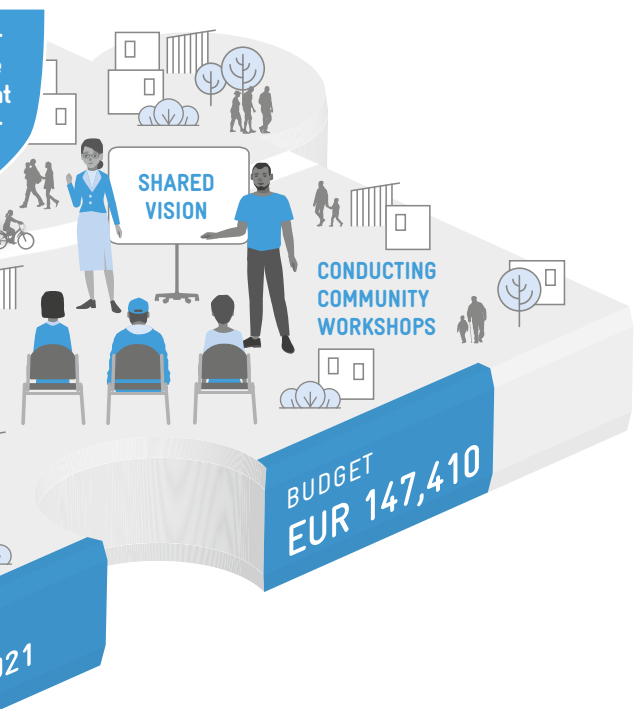 SHARED
VISION
CONDUCTING
COMMUNITY
WORKSHOPS
BUDGET
EUR 147,410